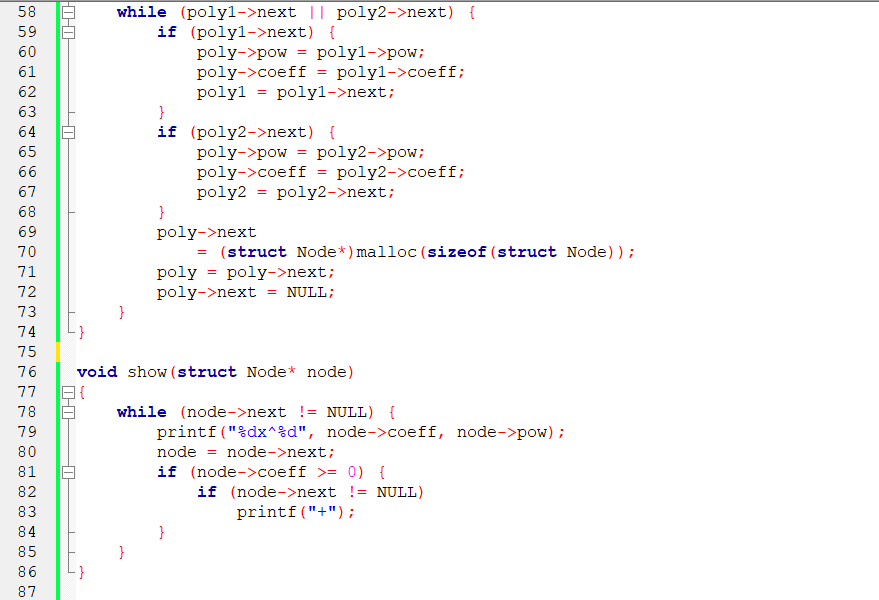 58 while (poly1->next || poly2->next) {
59 if (poly1->next) {
60 poly->pow = poly1->pow;
61 poly->coeff = poly1->coeff;
62 poly1 = poly1->next;
63 }
64 if (poly2->next) {
65 poly->pow = poly2->pow;
66 poly->coeff = poly2->coeff;
67 poly2 = poly2->next;
68 }
69 poly->next
70 = (struct Node*)malloc(sizeof(struct Node));
71 poly = poly->next;
72 poly->next = NULL;
73 }
74 }
75
76 void show(struct Node* node)
77 {
78 while (node->next != NULL) {
79 printf("%dx^%d", node->coeff, node->pow);
80 node = node->next;
81 if (node->coeff >= 0) {
82 if (node->next != NULL)
83 printf("+");
84 }
85 }
86 }
87